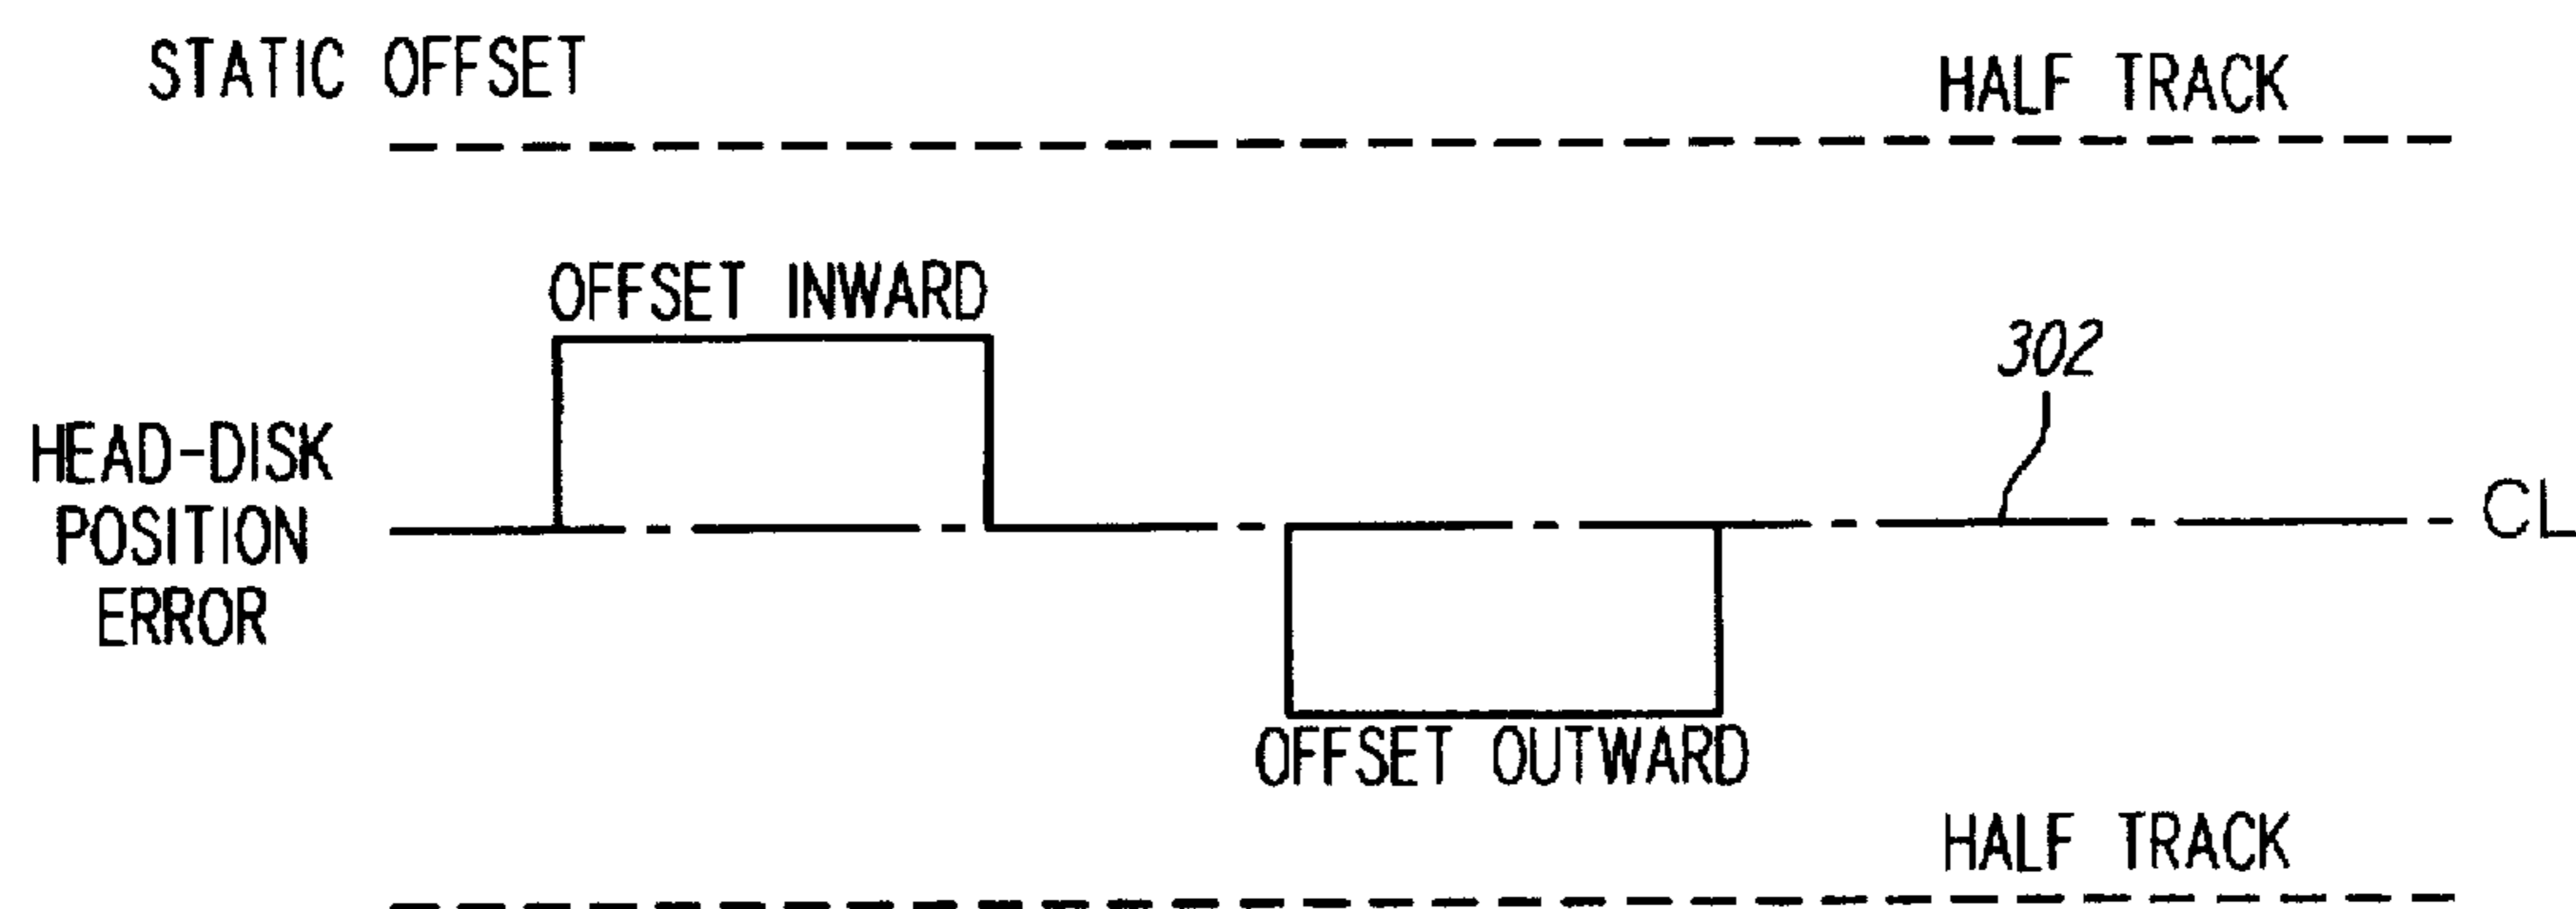 STATIC OFFSET
HALF TRACK
OFFSET INWARD
302
HEAD-DISK
POSITION
ERROR
CL
OFFSET OUTWARD
HALF TRACK